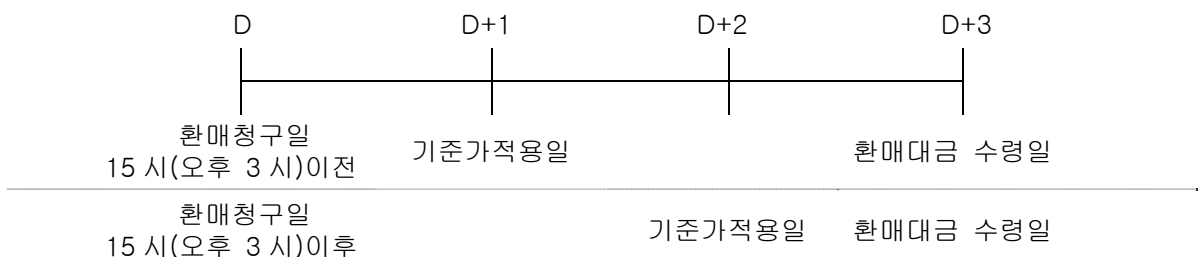 D D+1 D+2 D+3
환매청구일
15 시(오후 3 시)이전 기준가적용일 환매대금 수령일
환매청구일
15 시(오후 3 시)이후 기준가적용일 환매대금 수령일